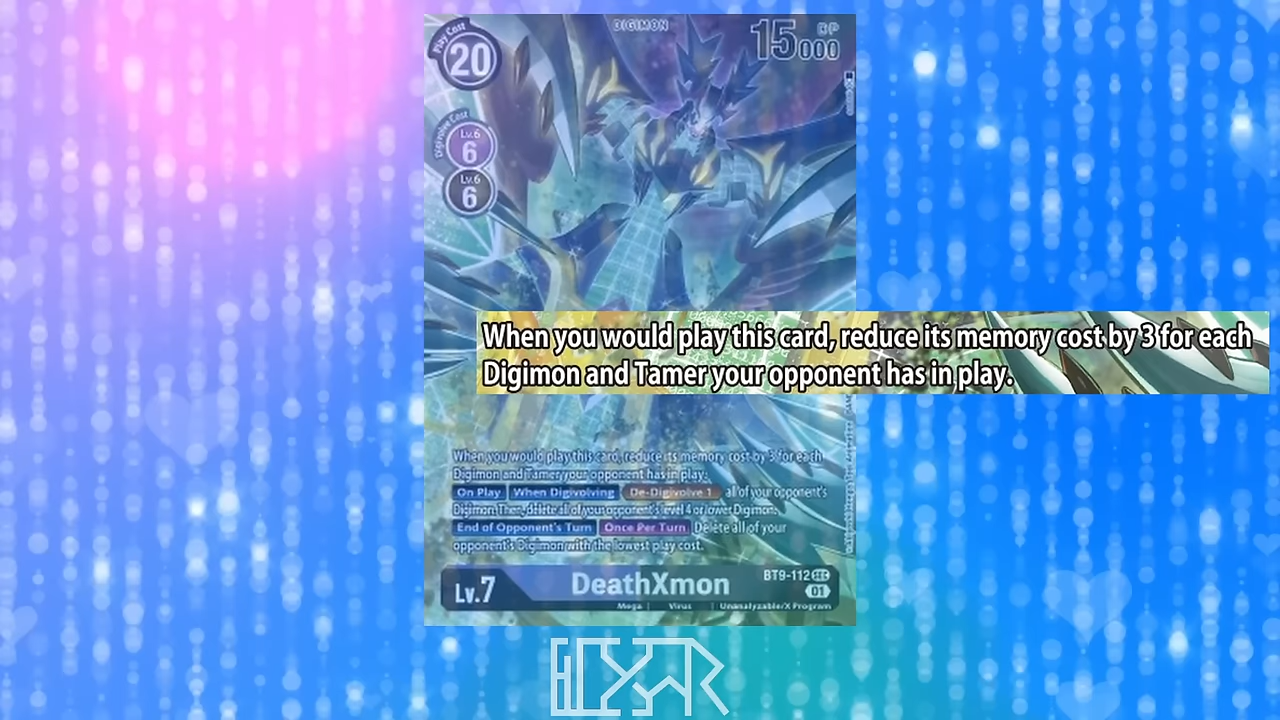 DIGIMON
Play Cost
20
15000
DP
Digivolve Cost
Lv.6
6
Lv.6
6
When you would play this card, reduce its memory cost by 3 for each
Digimon and Tamer your opponent has in play.
When you would play this card, reduce its memory cost by 3 for each
Digimon and Tamer your opponent has in play.
On Play When Digivolving De-Digivolve 1 all of your opponent's
Digimon. Then, delete all of your opponent's level 4 or lower Digimon.
End of Opponent's Turn Once Per Turn Delete all of your
opponent's Digimon with the lowest play cost.
Lv.7 DeathXmon BT9-112 SEC
01
Mega | Virus | Unanalyzable/X Program